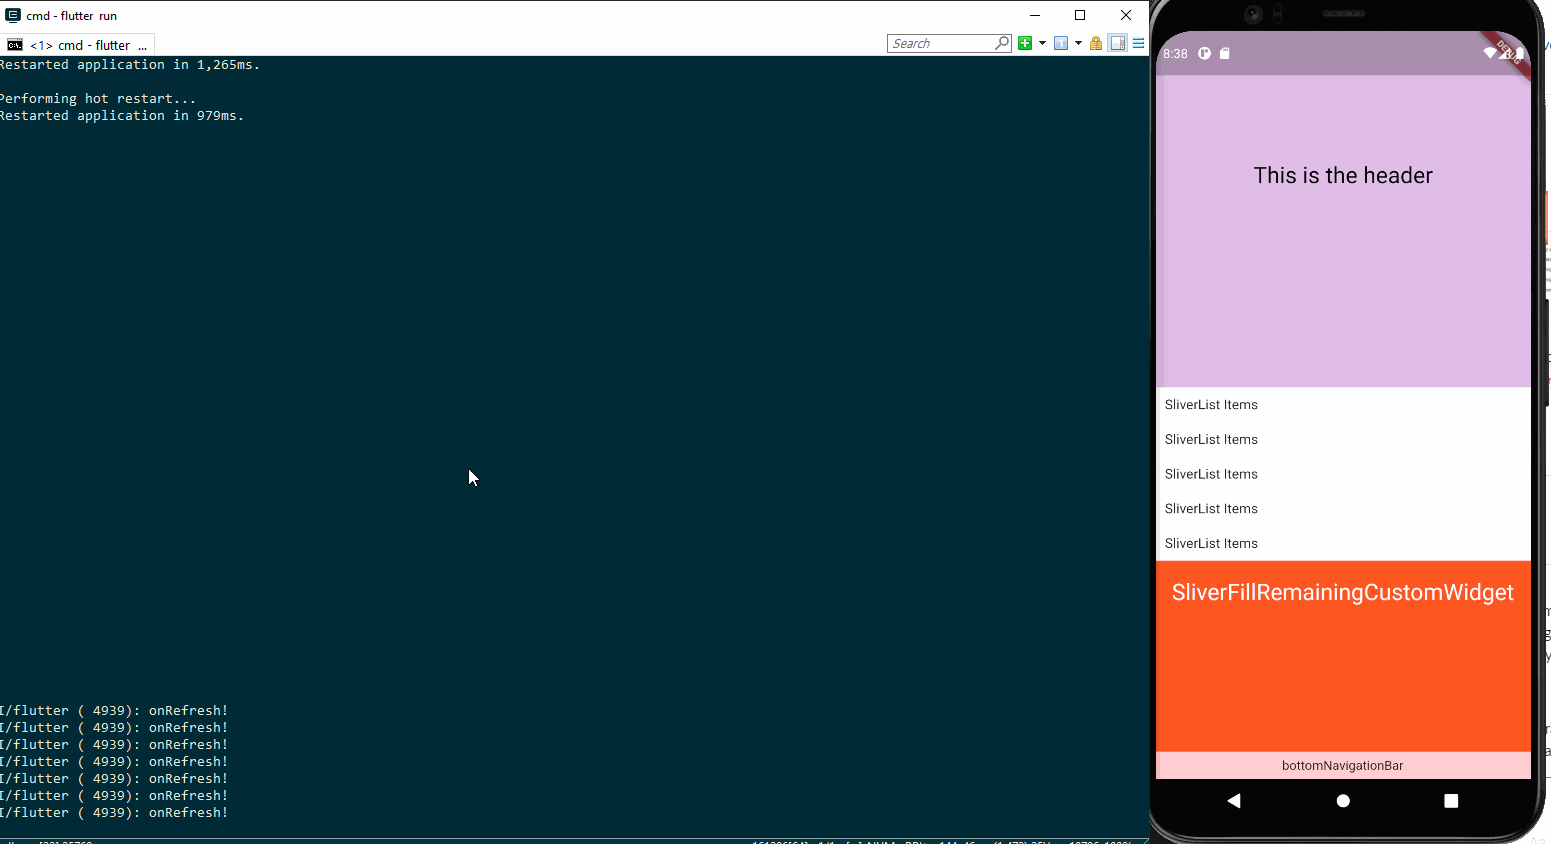 cmd - flutter run
<1> cmd - flutter ...
Search
Restarted application in 1,265ms.
Performing hot restart...
Restarted application in 979ms.
I/flutter ( 4939): onRefresh!
I/flutter ( 4939): onRefresh!
I/flutter ( 4939): onRefresh!
I/flutter ( 4939): onRefresh!
I/flutter ( 4939): onRefresh!
I/flutter ( 4939): onRefresh!
I/flutter ( 4939): onRefresh!
8:38
DEBUG
This is the header
SliverList Items
SliverList Items
SliverList Items
SliverList Items
SliverList Items
SliverFillRemainingCustomWidget
bottomNavigationBar